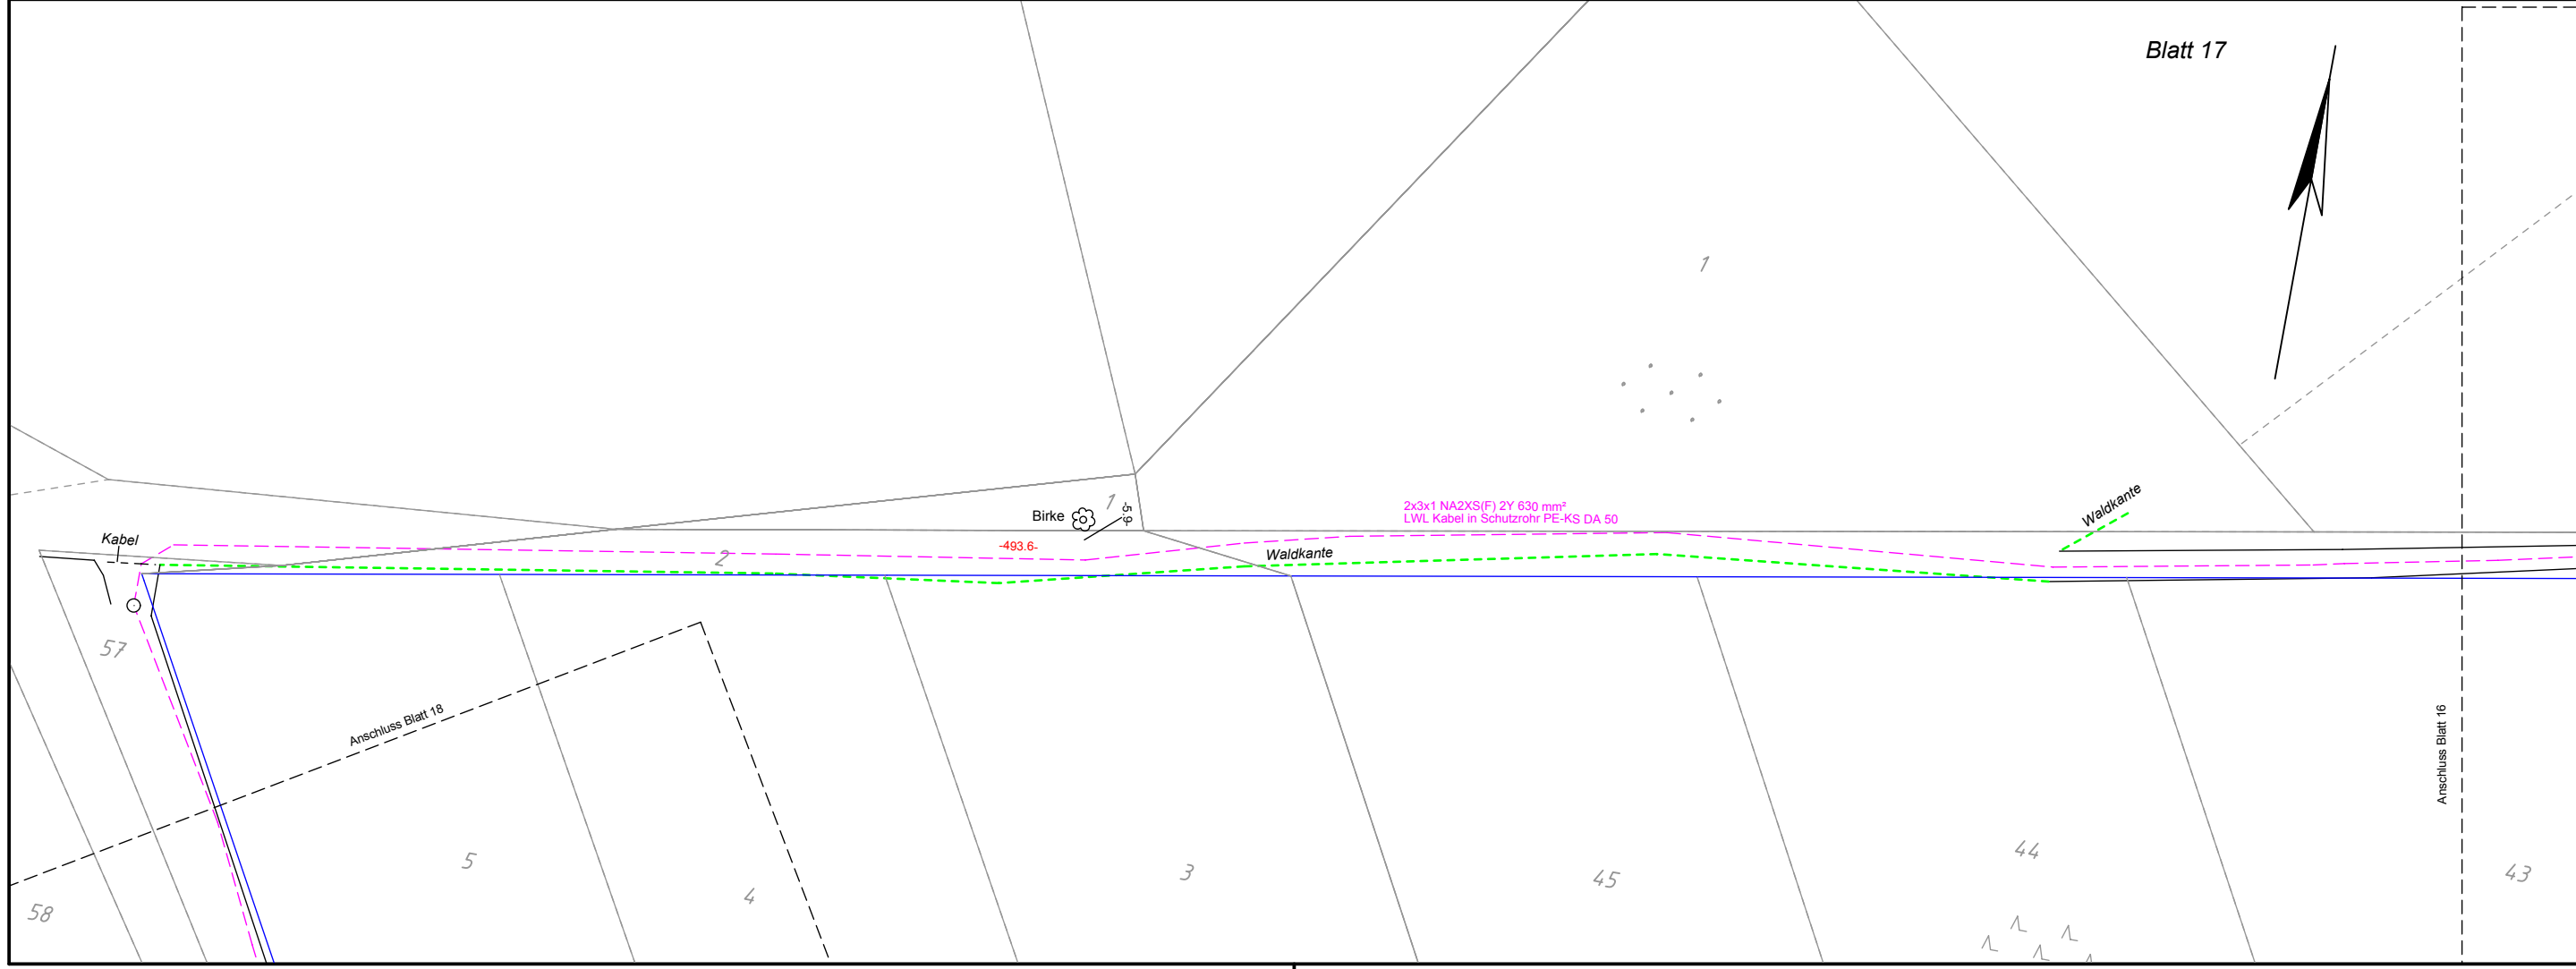 Blatt 17
1
Waldkante
2x3x1 NA2XS(F) 2Y 630 mm²
LWL Kabel in Schutzrohr PE-KS DA 50
1
-5.9-
Birke
Kabel
-493.6-
Waldkante
2
57
Anschluss Blatt 18
Anschluss Blatt 16
5
4
3
45
44
43
58